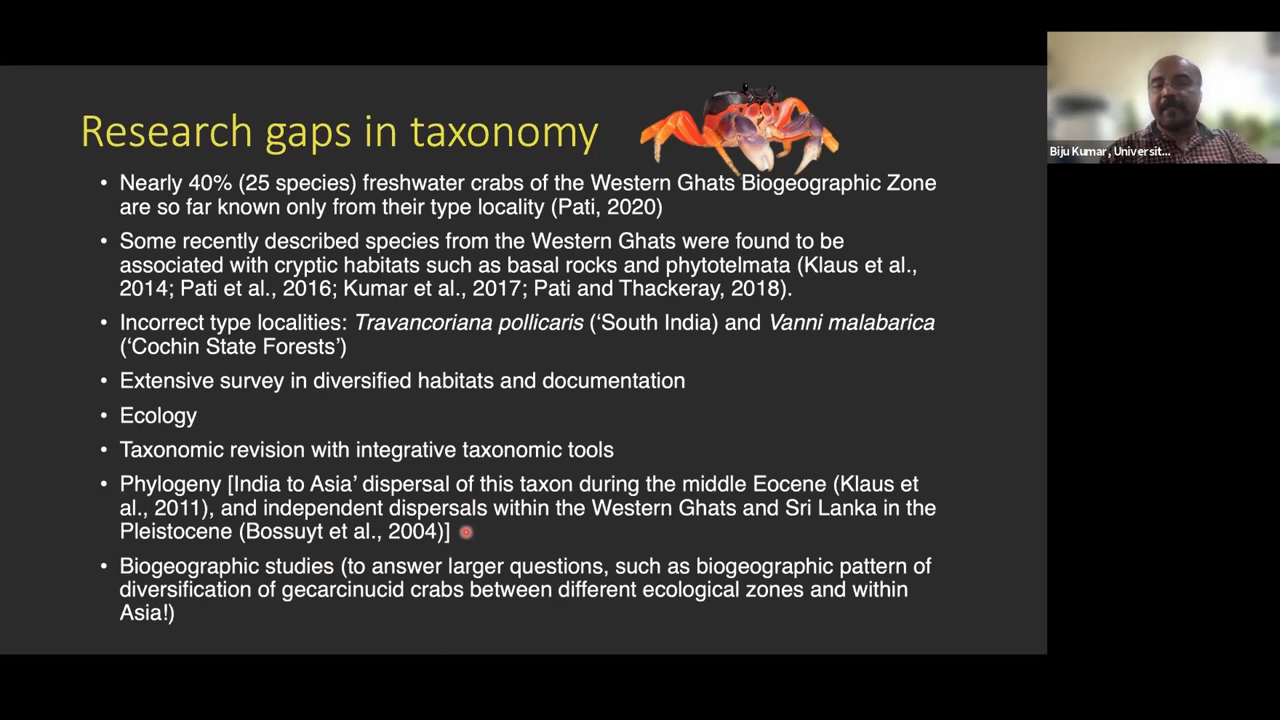 Research gaps in taxonomy
• Nearly 40% (25 species) freshwater crabs of the Western Ghats Biogeographic Zone
are so far known only from their type locality (Pati, 2020)
• Some recently described species from the Western Ghats were found to be
associated with cryptic habitats such as basal rocks and phytotelmata (Klaus et al.,
2014; Pati et al., 2016; Kumar et al., 2017; Pati and Thackeray, 2018).
• Incorrect type localities: Travancoriana pollicaris (‘South India) and Vanni malabarica
(‘Cochin State Forests’)
• Extensive survey in diversified habitats and documentation
• Ecology
• Taxonomic revision with integrative taxonomic tools
• Phylogeny [India to Asia’ dispersal of this taxon during the middle Eocene (Klaus et
al., 2011), and independent dispersals within the Western Ghats and Sri Lanka in the
Pleistocene (Bossuyt et al., 2004)]
• Biogeographic studies (to answer larger questions, such as biogeographic pattern of
diversification of gecarcinucid crabs between different ecological zones and within
Asia!)
Biju Kumar, Universit...